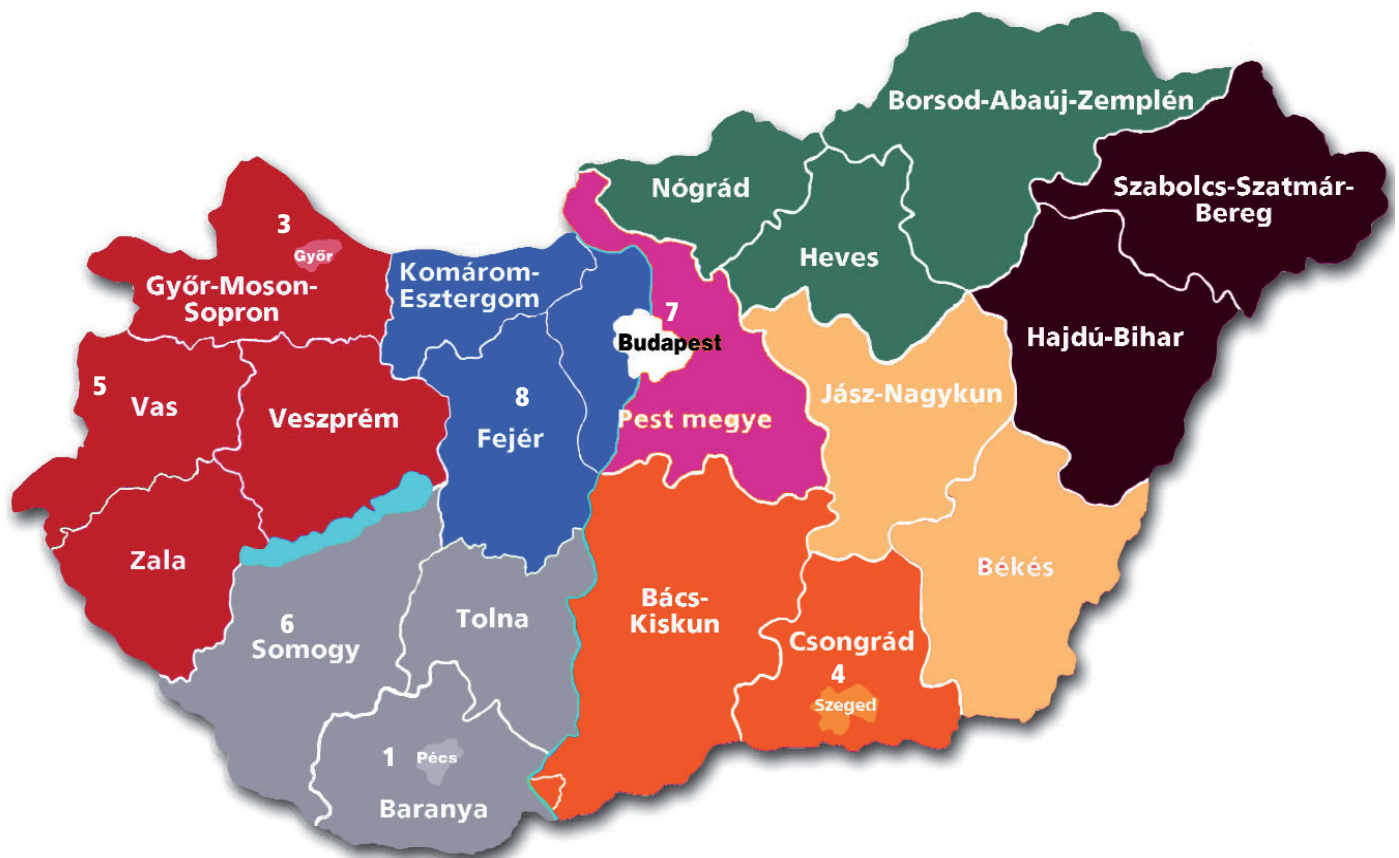 Borsod-Abaúj-Zemplén
Szabolcs-Szatmár-
Bereg
Nógrád
Heves
3
Győr
Győr-Moson-
Sopron
Komárom-
Esztergom
7
Budapest
Hajdú-Bihar
5
Vas
Veszprém
8
Fejér
Pest megye
Jász-Nagykun
Zala
Békés
6
Somogy
Tolna
Bács-
Kiskun
Csongrád
4
Szeged
1
Pécs
Baranya